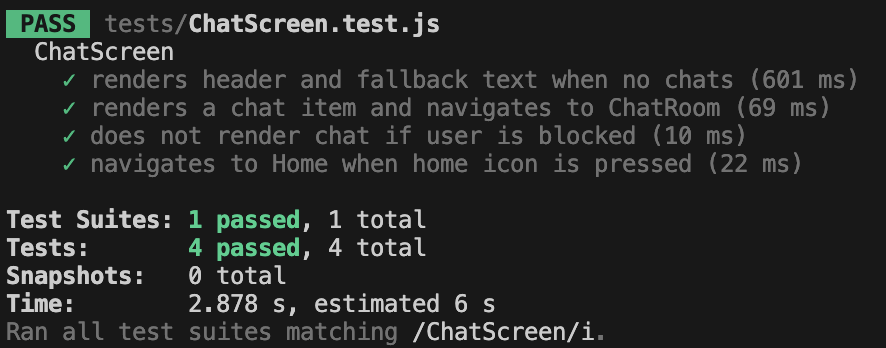 PASS tests/ChatScreen.test.js
ChatScreen
✓ renders header and fallback text when no chats (601 ms)
✓ renders a chat item and navigates to ChatRoom (69 ms)
✓ does not render chat if user is blocked (10 ms)
✓ navigates to Home when home icon is pressed (22 ms)
Test Suites: 1 passed, 1 total
Tests: 4 passed, 4 total
Snapshots: 0 total
Time: 2.878 s, estimated 6 s
Ran all test suites matching /ChatScreen/i.